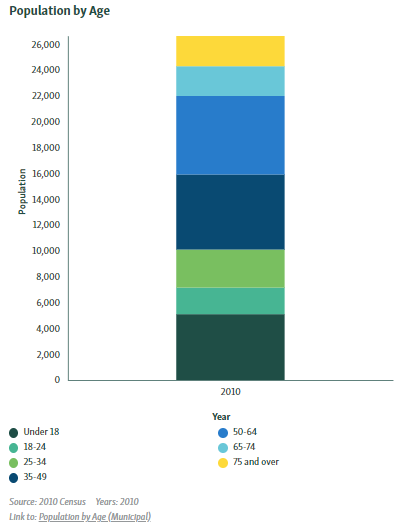 Population by Age
26,000
24,000
22,000
20,000
18,000
16,000
14,000
12,000
10,000
8,000
6,000
4,000
2,000
0
Population
2010
Year
Under 18
18-24
25-34
35-49
50-64
65-74
75 and over
Source: 2010 Census Years: 2010
Link to: Population by Age (Municipal)